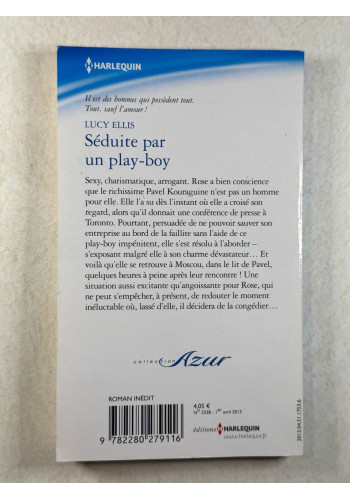 HARLEQUIN
Il est des hommes qui possèdent tout.
Tout, sauf l'amour !
LUCY ELLIS
Séduite par
un play-boy
Sexy, charismatique, arrogant. Rose a bien conscience
que le richissime Pavel Kouraguine n'est pas un homme
pour elle. Elle l'a su dès l'instant où elle a croisé son
regard, alors qu'il donnait une conférence de presse à
Toronto. Pourtant, persuadée de ne pouvoir sauver son
entreprise au bord de la faillite sans l'aide de ce
play-boy impénitent, elle s'est résolu à l'aborder –
s'exposant malgré elle à son charme dévastateur… Et
voilà qu'elle se retrouve à Moscou, dans le lit de Pavel,
quelques heures à peine après leur rencontre ! Une
situation aussi excitante qu'angoissante pour Rose, qui
ne peut s'empêcher, à présent, de redouter le moment
inéluctable où, lassé d'elle, il décidera de la congédier…
collection Azur
ROMAN INÉDIT
9 782280 279116
4,05 €
N° 3338 - 1er avril 2013
éditions HARLEQUIN
www.harlequin.fr
2013.04.51.1753.6